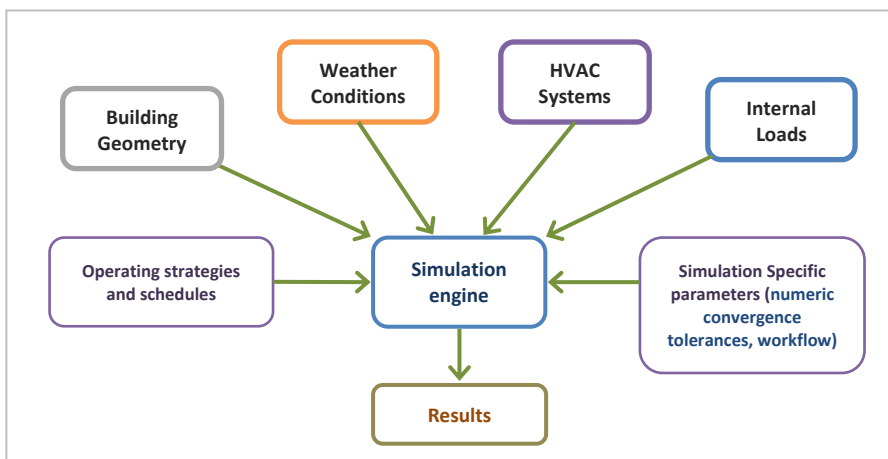 Weather
Conditions
HVAC
Systems
Building
Geometry
Internal
Loads
Operating strategies
and schedules
Simulation
engine
Simulation Specific
parameters (numeric
convergence
tolerances, workflow)
Results